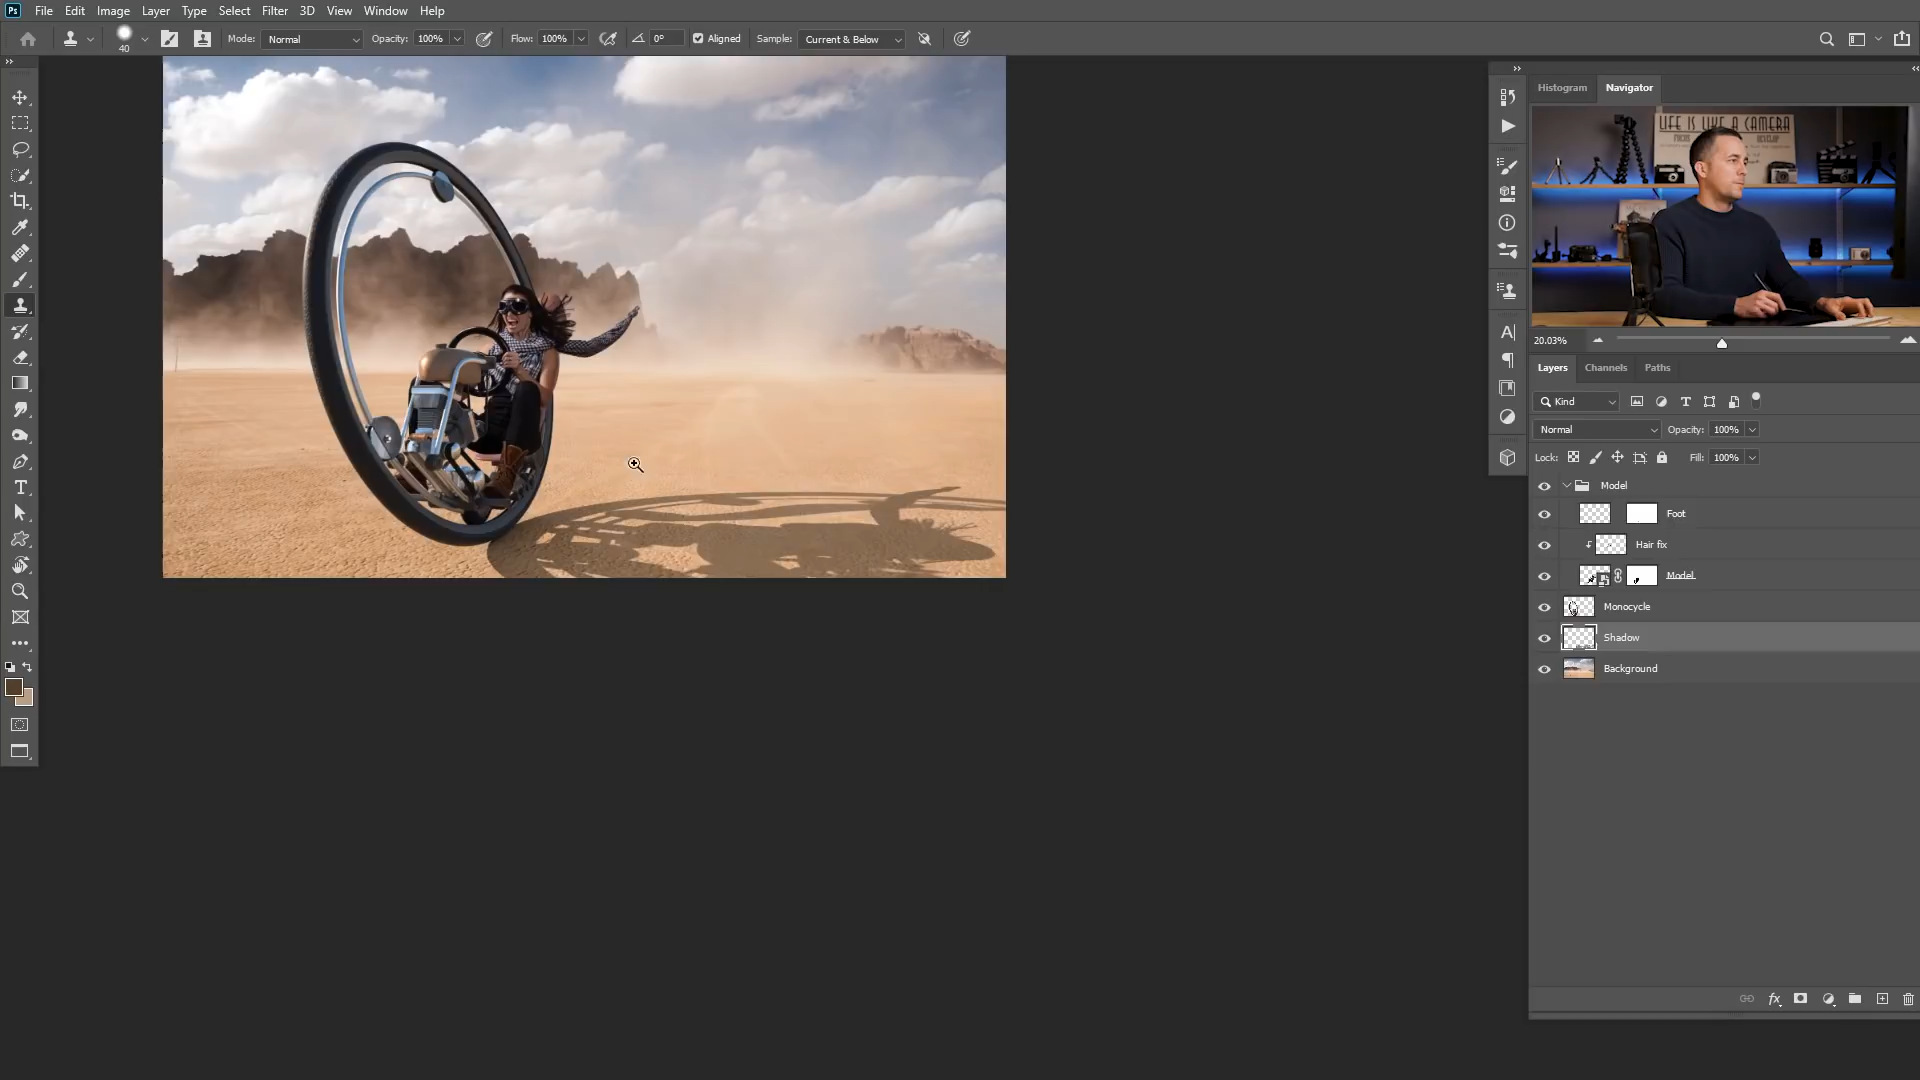 Ps File Edit Image Layer Type Select Filter 3D View Window Help
40 Mode: Normal Opacity: 100% Flow: 100% 0° Aligned Sample: Current & Below
Histogram Navigator
LIFE IS LIKE A CAMERA
FOCUS DEVELOP
20.03%
Layers Channels Paths
Kind
Normal Opacity: 100%
Lock: Fill: 100%
Model
Foot
Hair fix
Model
Monocycle
Shadow
Background